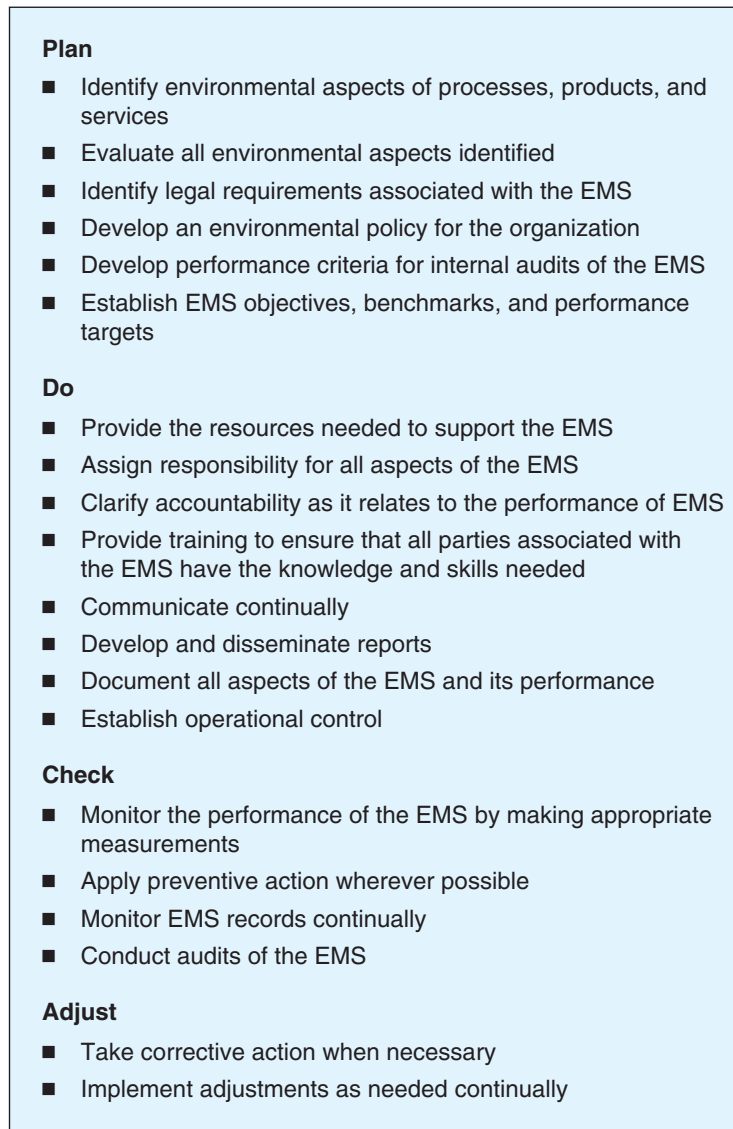 Plan
■ Identify environmental aspects of processes, products, and
services
■ Evaluate all environmental aspects identified
■ Identify legal requirements associated with the EMS
■ Develop an environmental policy for the organization
■ Develop performance criteria for internal audits of the EMS
■ Establish EMS objectives, benchmarks, and performance
targets
Do
■ Provide the resources needed to support the EMS
■ Assign responsibility for all aspects of the EMS
■ Clarify accountability as it relates to the performance of EMS
■ Provide training to ensure that all parties associated with
the EMS have the knowledge and skills needed
■ Communicate continually
■ Develop and disseminate reports
■ Document all aspects of the EMS and its performance
■ Establish operational control
Check
■ Monitor the performance of the EMS by making appropriate
measurements
■ Apply preventive action wherever possible
■ Monitor EMS records continually
■ Conduct audits of the EMS
Adjust
■ Take corrective action when necessary
■ Implement adjustments as needed continually